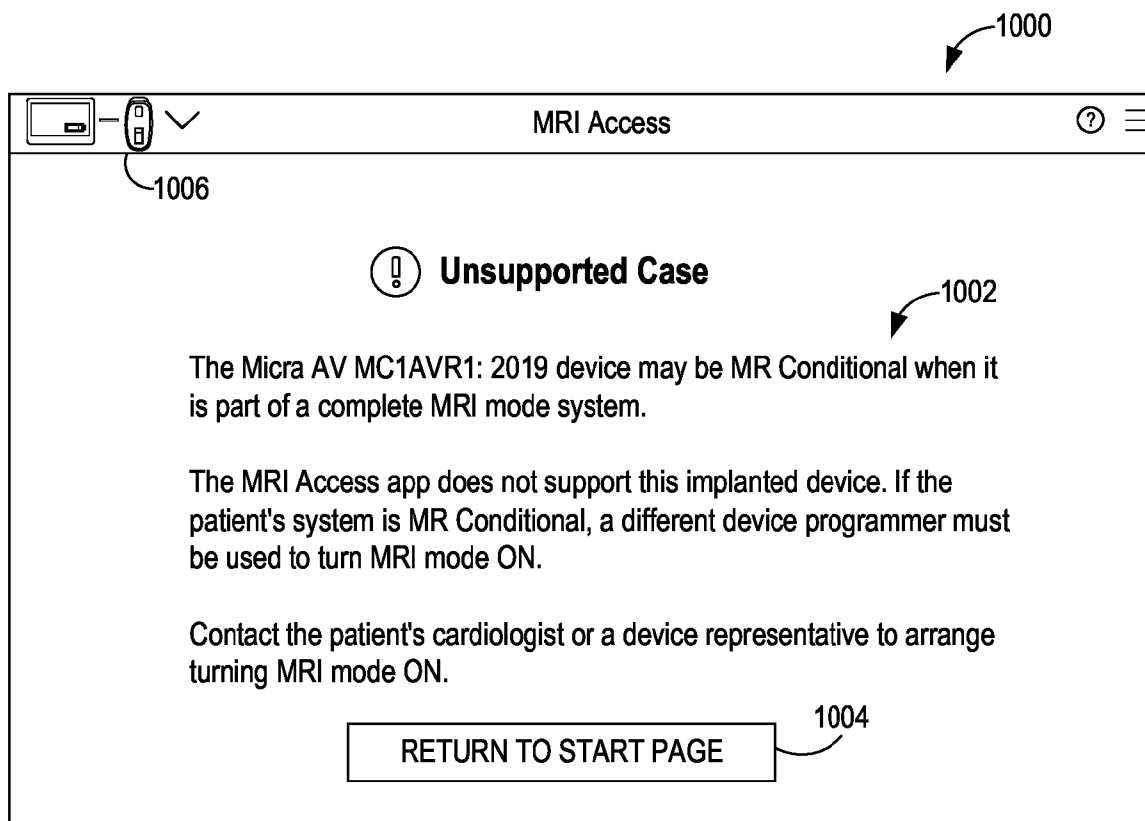 1000
MRI Access
?
1006
! Unsupported Case
1002
The Micra AV MC1AVR1: 2019 device may be MR Conditional when it
is part of a complete MRI mode system.
The MRI Access app does not support this implanted device. If the
patient's system is MR Conditional, a different device programmer must
be used to turn MRI mode ON.
Contact the patient's cardiologist or a device representative to arrange
turning MRI mode ON.
1004
RETURN TO START PAGE